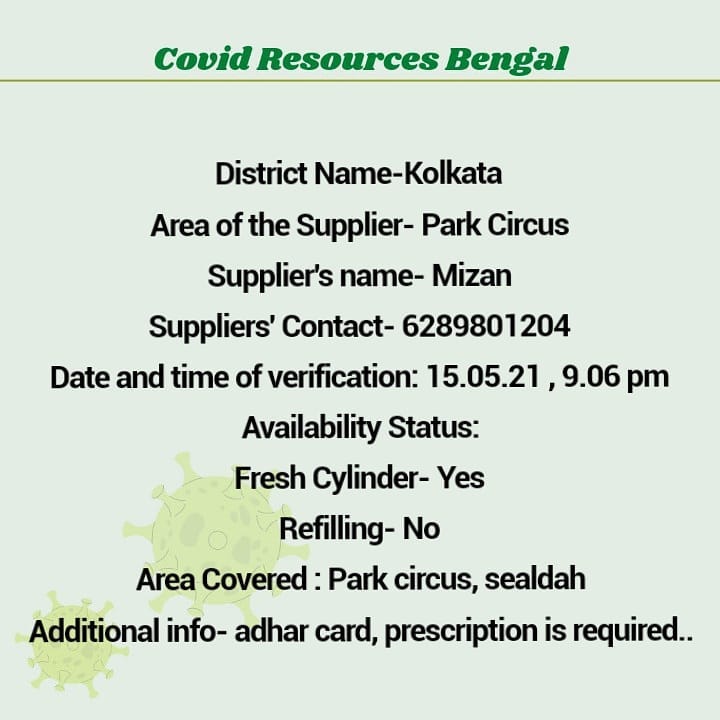 Covid Resources Bengal
District Name-Kolkata
Area of the Supplier- Park Circus
Supplier's name- Mizan
Suppliers' Contact- 6289801204
Date and time of verification: 15.05.21 , 9.06 pm
Availability Status:
Fresh Cylinder- Yes
Refilling- No
Area Covered : Park circus, sealdah
Additional info- adhar card, prescription is required..